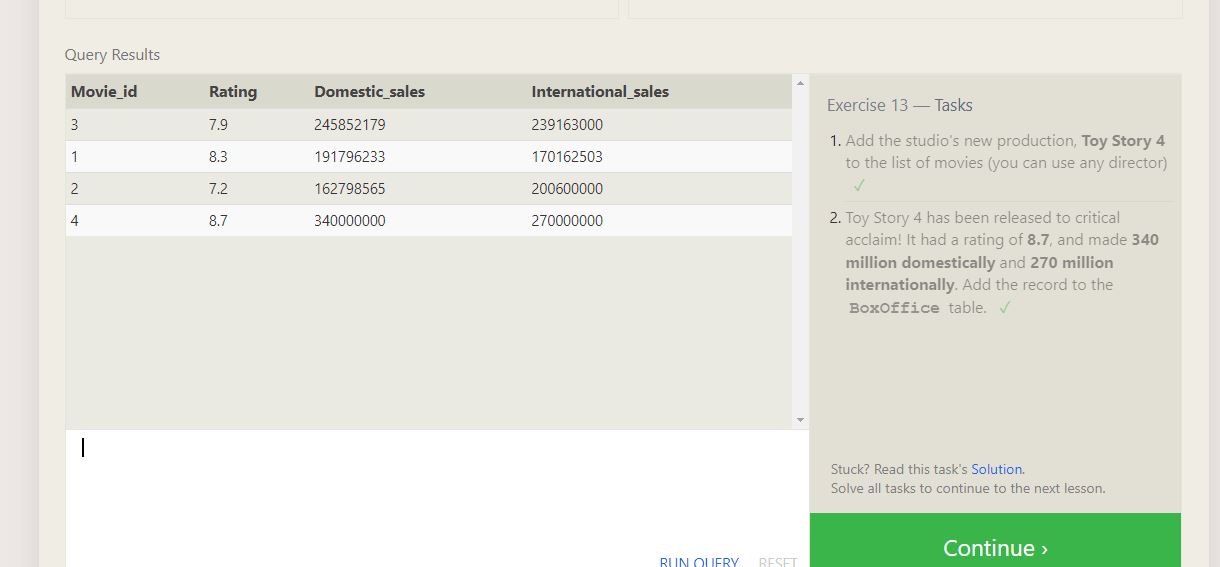 Query Results
Movie_id Rating Domestic_sales International_sales
3 7.9 245852179 239163000
1 8.3 191796233 170162503
2 7.2 162798565 200600000
4 8.7 340000000 270000000
Exercise 13 — Tasks
1. Add the studio's new production, Toy Story 4
to the list of movies (you can use any director)
✓
2. Toy Story 4 has been released to critical
acclaim! It had a rating of 8.7, and made 340
million domestically and 270 million
internationally. Add the record to the
BoxOffice table. ✓
Stuck? Read this task's Solution.
Solve all tasks to continue to the next lesson.
RUN QUERY RESET
Continue ›